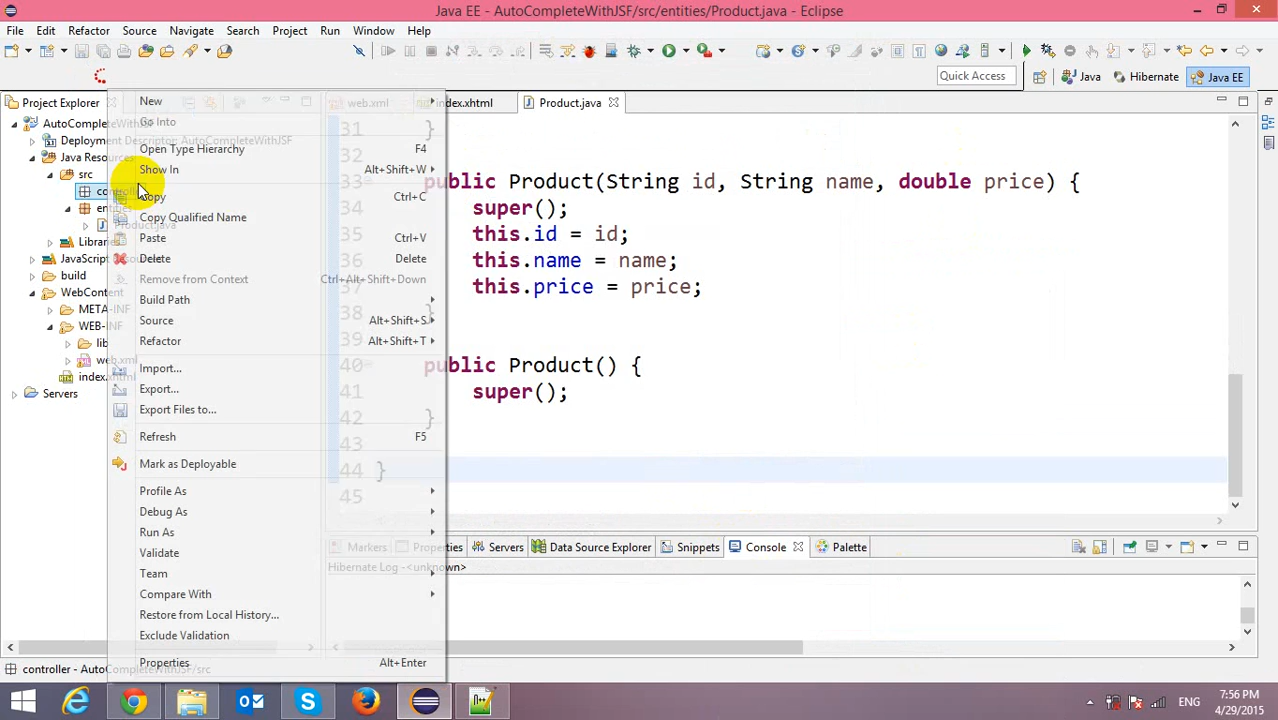 Java EE - AutoCompleteWithJSF/src/entities/Product.java - Eclipse
File Edit Refactor Source Navigate Search Project Run Window Help
Quick Access Java Hibernate Java EE
Project Explorer
web.xml index.xhtml Product.java
AutoCompleteWithJSF
Deployment Descriptor: AutoCompleteWithJSF
Java Resources
src
entities
Product.java
build
WebContent
META-INF
WEB-INF
lib
web.xml
index.xhtml
Servers
New
Go Into
Open Type Hierarchy F4
Show In Alt+Shift+W
Copy Ctrl+C
Copy Qualified Name
Paste Ctrl+V
Delete Delete
Remove from Context Ctrl+Alt+Shift+Down
Build Path
Source Alt+Shift+S
Refactor Alt+Shift+T
Import...
Export...
Export Files to...
Refresh F5
Mark as Deployable
Profile As
Debug As
Run As
Validate
Team
Compare With
Restore from Local History...
Exclude Validation
Properties Alt+Enter
31 }
32
33 public Product(String id, String name, double price) {
34 super();
35 this.id = id;
36 this.name = name;
37 this.price = price;
38 }
39
40 public Product() {
41 super();
42 }
43
44 }
45
Markers Properties Servers Data Source Explorer Snippets Console Palette
Hibernate Log -<unknown>
controller - AutoCompleteWithJSF/src
ENG
7:56 PM
4/29/2015